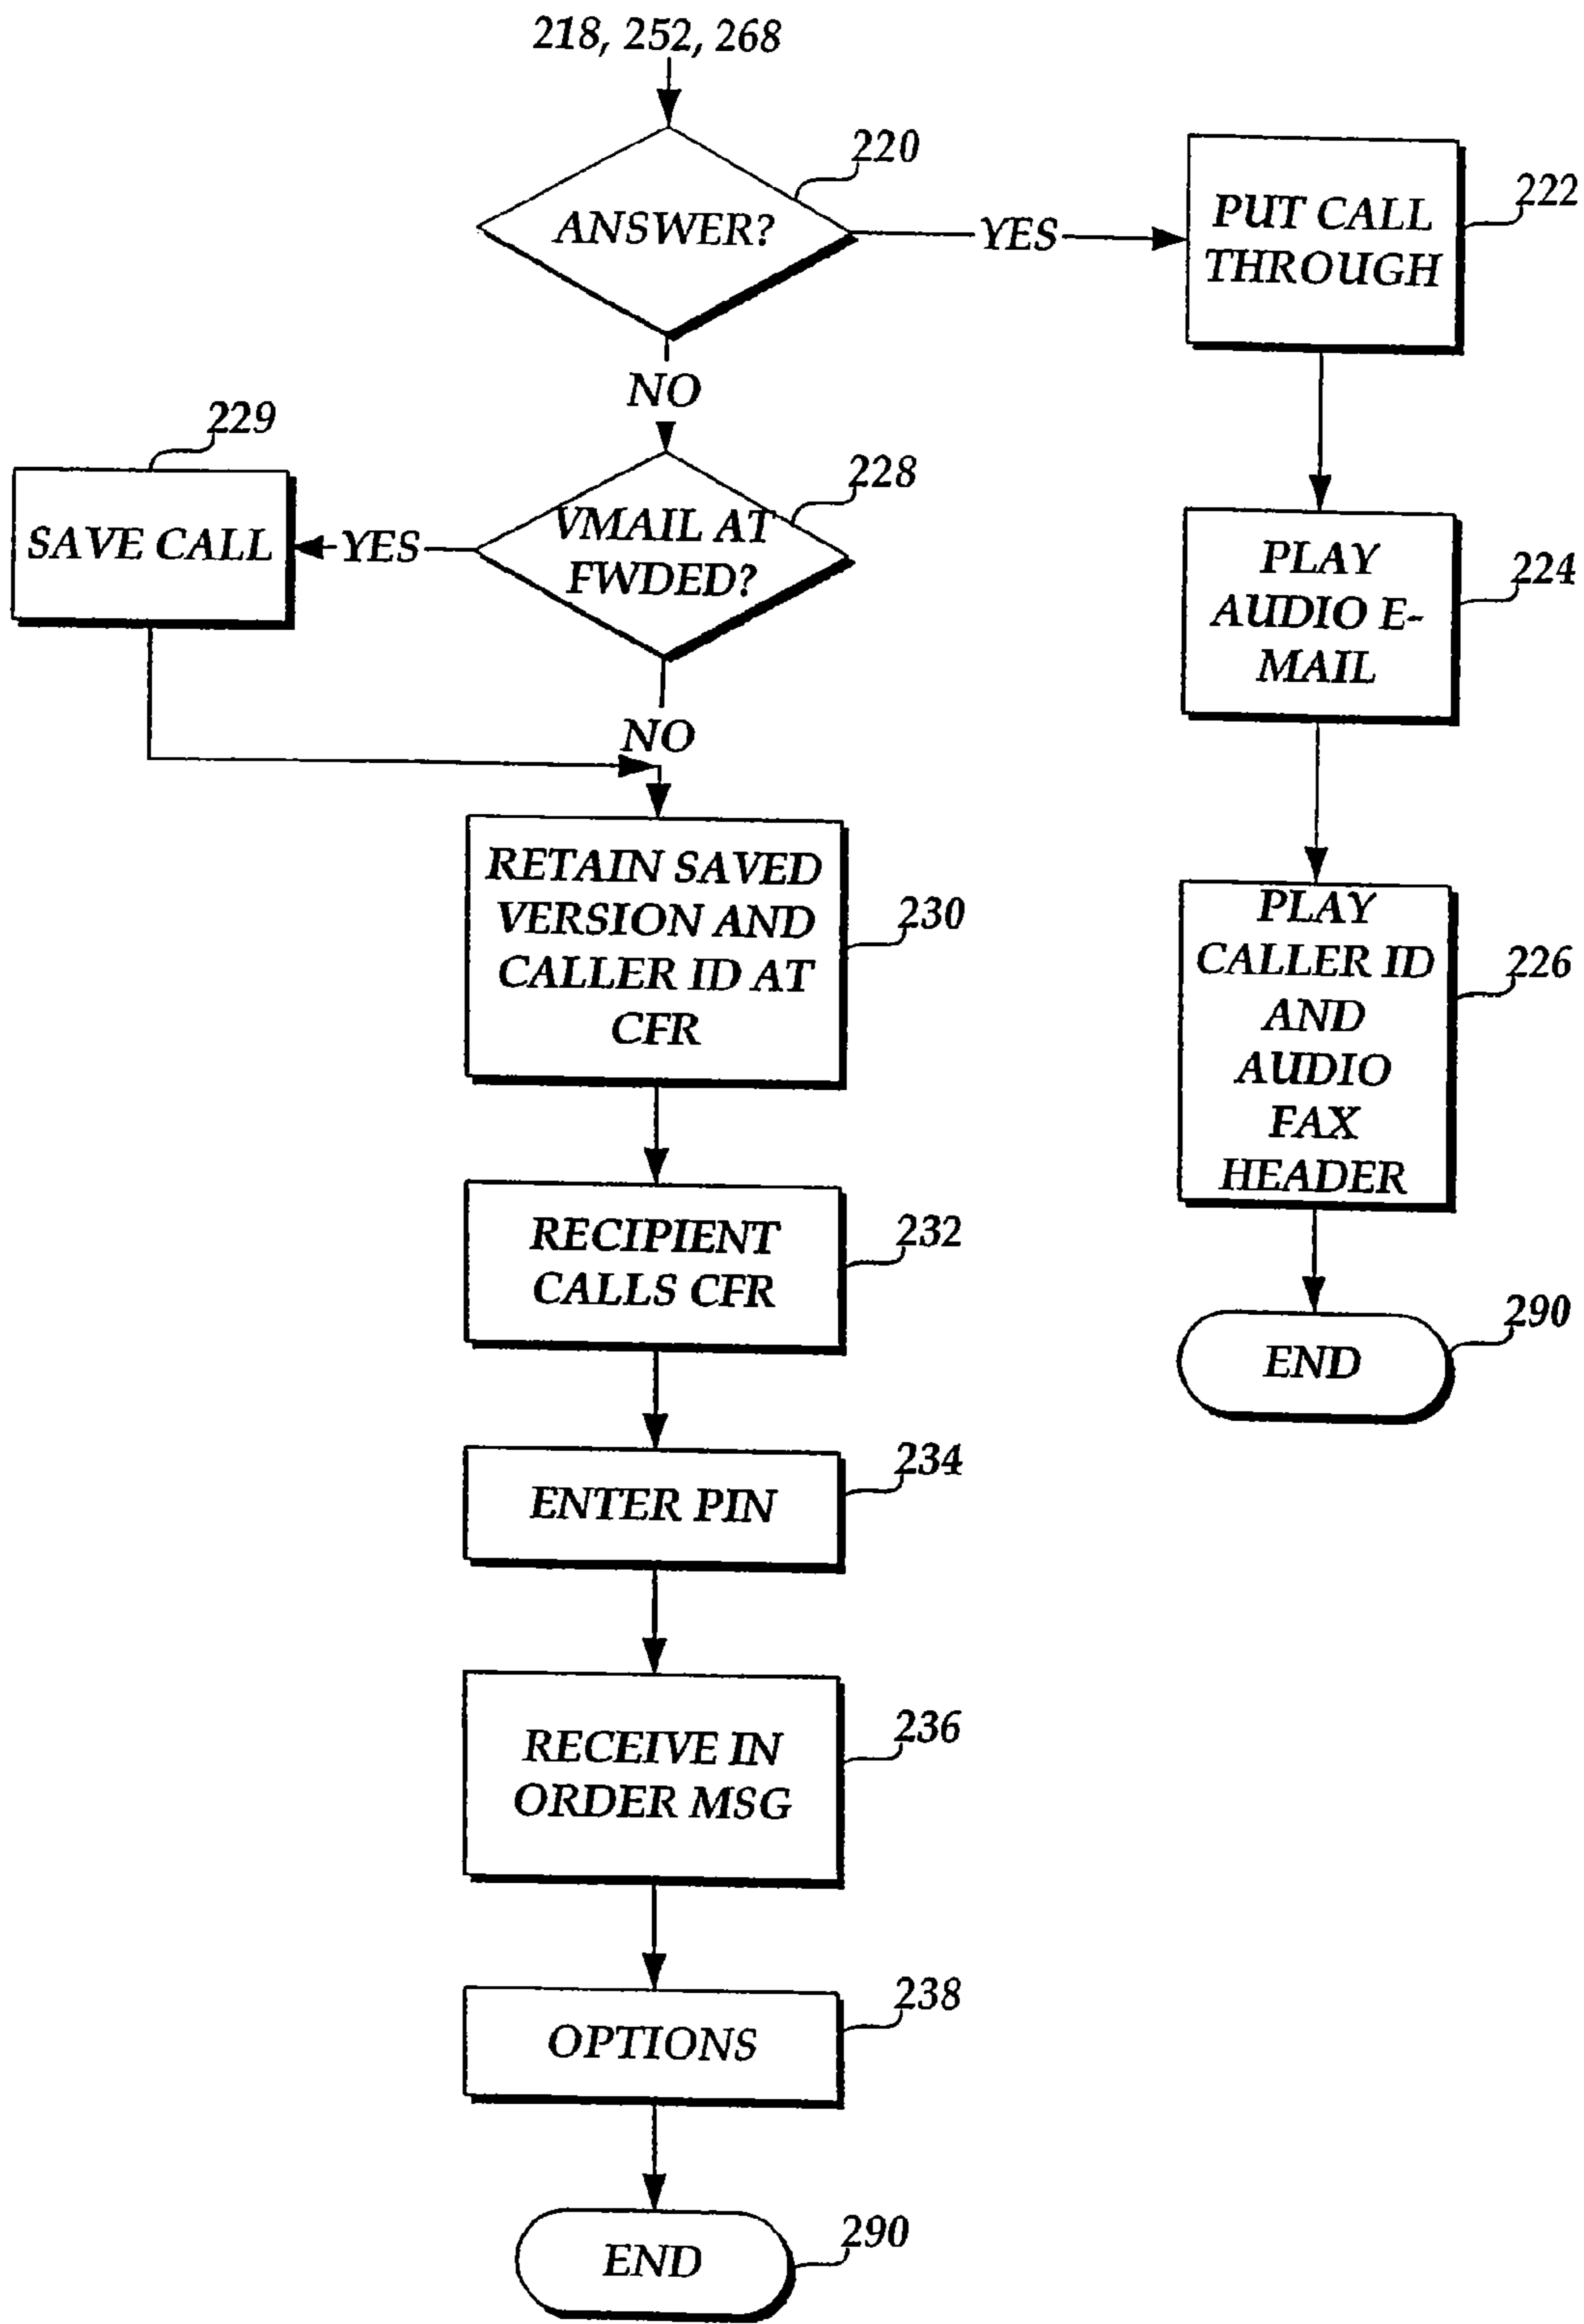 218, 252, 268
220
ANSWER?
YES
PUT CALL
THROUGH
222
NO
229
SAVE CALL
YES
228
VMAIL AT
FWDED?
NO
PLAY
AUDIO E-
MAIL
224
RETAIN SAVED
VERSION AND
CALLER ID AT
CFR
230
PLAY
CALLER ID
AND
AUDIO
FAX
HEADER
226
RECIPIENT
CALLS CFR
232
END
290
ENTER PIN
234
RECEIVE IN
ORDER MSG
236
OPTIONS
238
END
290